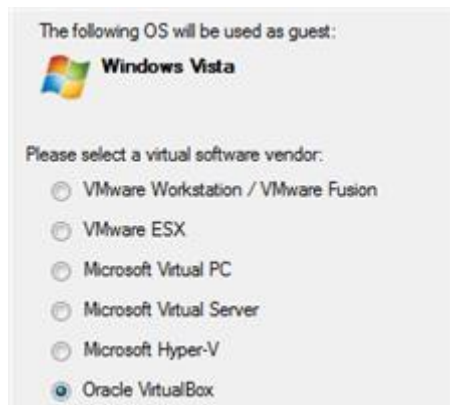 The following OS will be used as guest:
Windows Vista
Please select a virtual software vendor:
VMware Workstation / VMware Fusion
VMware ESX
Microsoft Virtual PC
Microsoft Virtual Server
Microsoft Hyper-V
Oracle VirtualBox